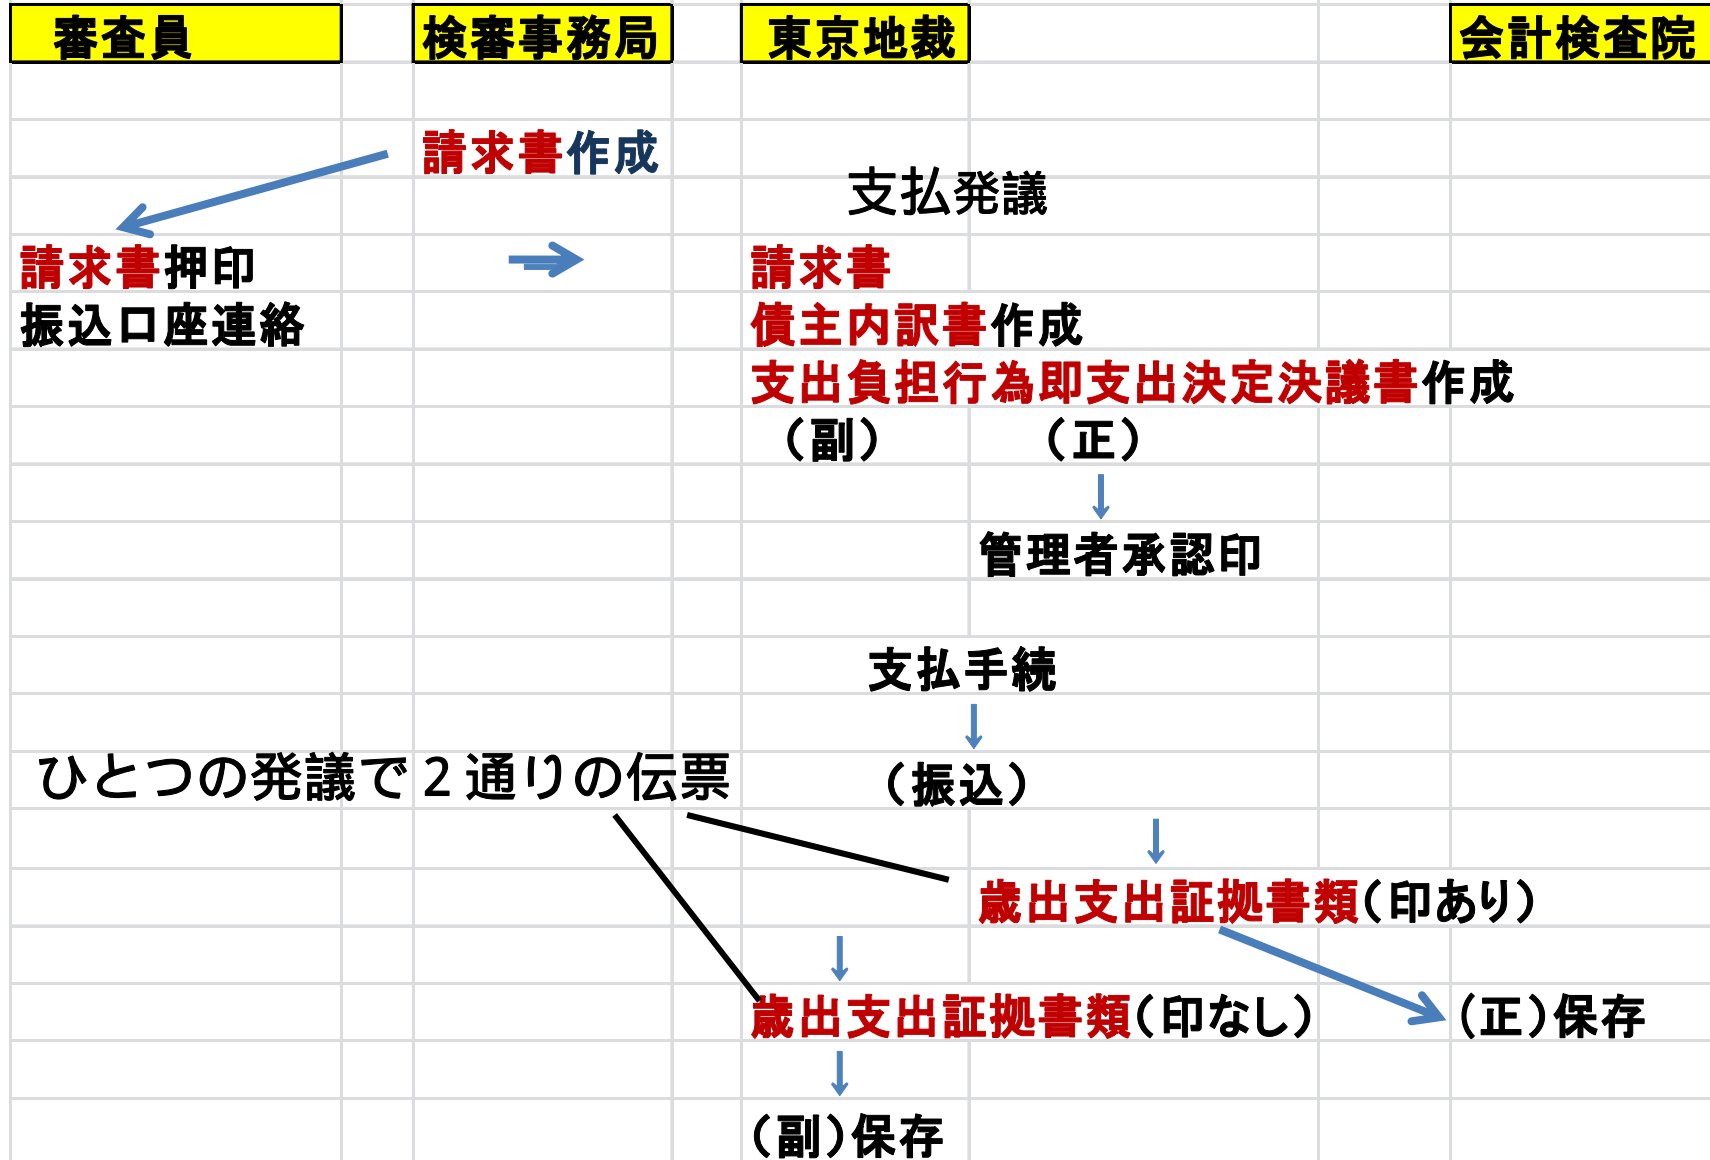 審査員 検審事務局 東京地裁 会計検査院
請求書作成
支払発議
請求書押印 請求書
振込口座連絡 債主内訳書作成
支出負担行為即支出決定決議書作成
（副） （正）
管理者承認印
支払手続
ひとつの発議で２通りの伝票 （振込）
歳出支出証拠書類（印あり）
歳出支出証拠書類（印なし） （正）保存
（副）保存